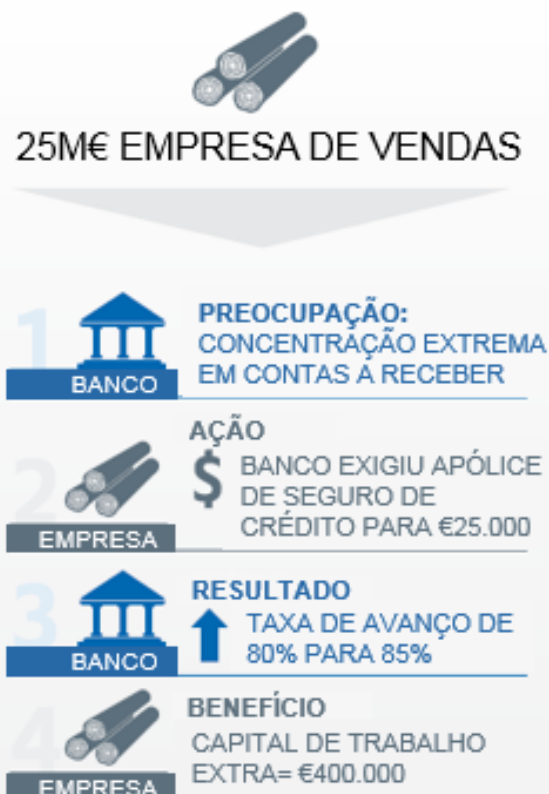 25M€ EMPRESA DE VENDAS
1
BANCO
PREOCUPAÇÃO:
CONCENTRAÇÃO EXTREMA
EM CONTAS A RECEBER
2
EMPRESA
AÇÃO
$ BANCO EXIGIU APÓLICE
DE SEGURO DE
CRÉDITO PARA €25.000
3
BANCO
RESULTADO
TAXA DE AVANÇO DE
80% PARA 85%
4
EMPRESA
BENEFÍCIO
CAPITAL DE TRABALHO
EXTRA= €400.000